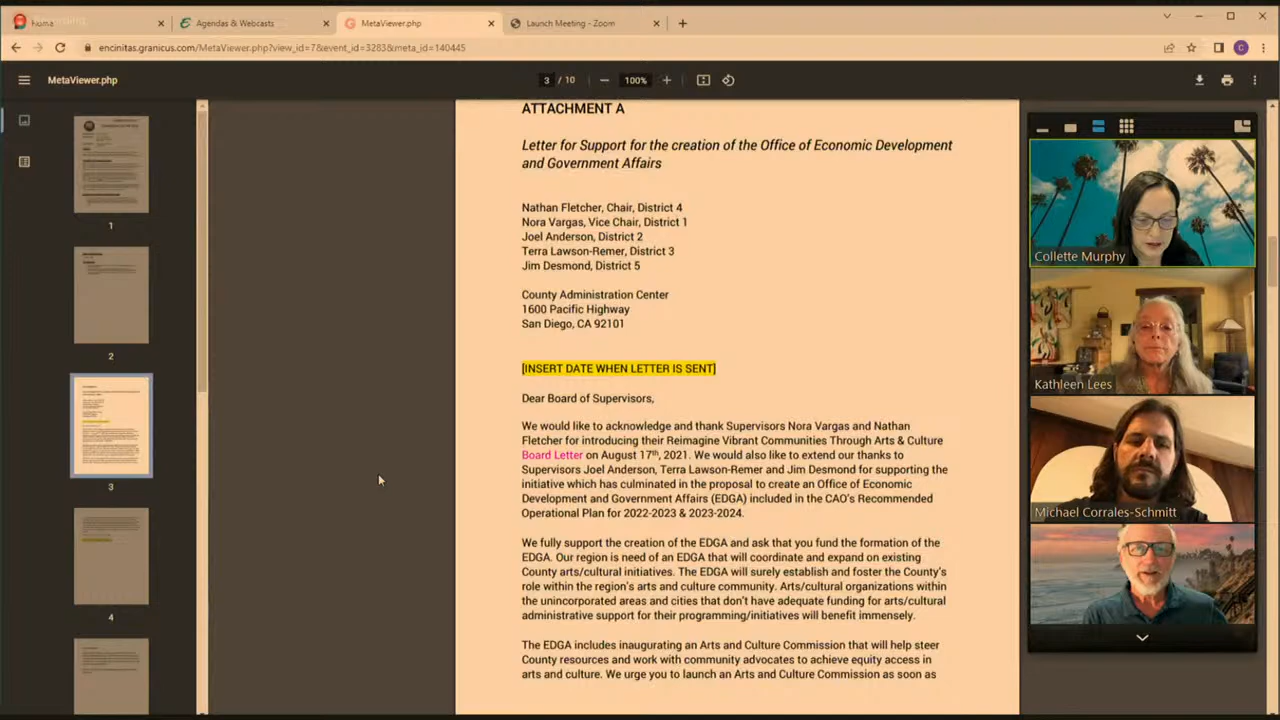 Agendas & Webcasts
MetaViewer.php
Launch Meeting - Zoom
encinitas.granicus.com/MetaViewer.php?view_id=7&event_id=3283&meta_id=140445
C
MetaViewer.php
3 / 10
100%
1
2
3
4
ATTACHMENT A
Letter for Support for the creation of the Office of Economic Development
and Government Affairs
Nathan Fletcher, Chair, District 4
Nora Vargas, Vice Chair, District 1
Joel Anderson, District 2
Terra Lawson-Remer, District 3
Jim Desmond, District 5
County Administration Center
1600 Pacific Highway
San Diego, CA 92101
[INSERT DATE WHEN LETTER IS SENT]
Dear Board of Supervisors,
We would like to acknowledge and thank Supervisors Nora Vargas and Nathan
Fletcher for introducing their Reimagine Vibrant Communities Through Arts & Culture
Board Letter on August 17th, 2021. We would also like to extend our thanks to
Supervisors Joel Anderson, Terra Lawson-Remer and Jim Desmond for supporting the
initiative which has culminated in the proposal to create an Office of Economic
Development and Government Affairs (EDGA) included in the CAO's Recommended
Operational Plan for 2022-2023 & 2023-2024.
We fully support the creation of the EDGA and ask that you fund the formation of the
EDGA. Our region is need of an EDGA that will coordinate and expand on existing
County arts/cultural initiatives. The EDGA will surely establish and foster the County's
role within the region's arts and culture community. Arts/cultural organizations within
the unincorporated areas and cities that don't have adequate funding for arts/cultural
administrative support for their programming/initiatives will benefit immensely.
The EDGA includes inaugurating an Arts and Culture Commission that will help steer
County resources and work with community advocates to achieve equity access in
arts and culture. We urge you to launch an Arts and Culture Commission as soon as
Collette Murphy
Kathleen Lees
Michael Corrales-Schmitt